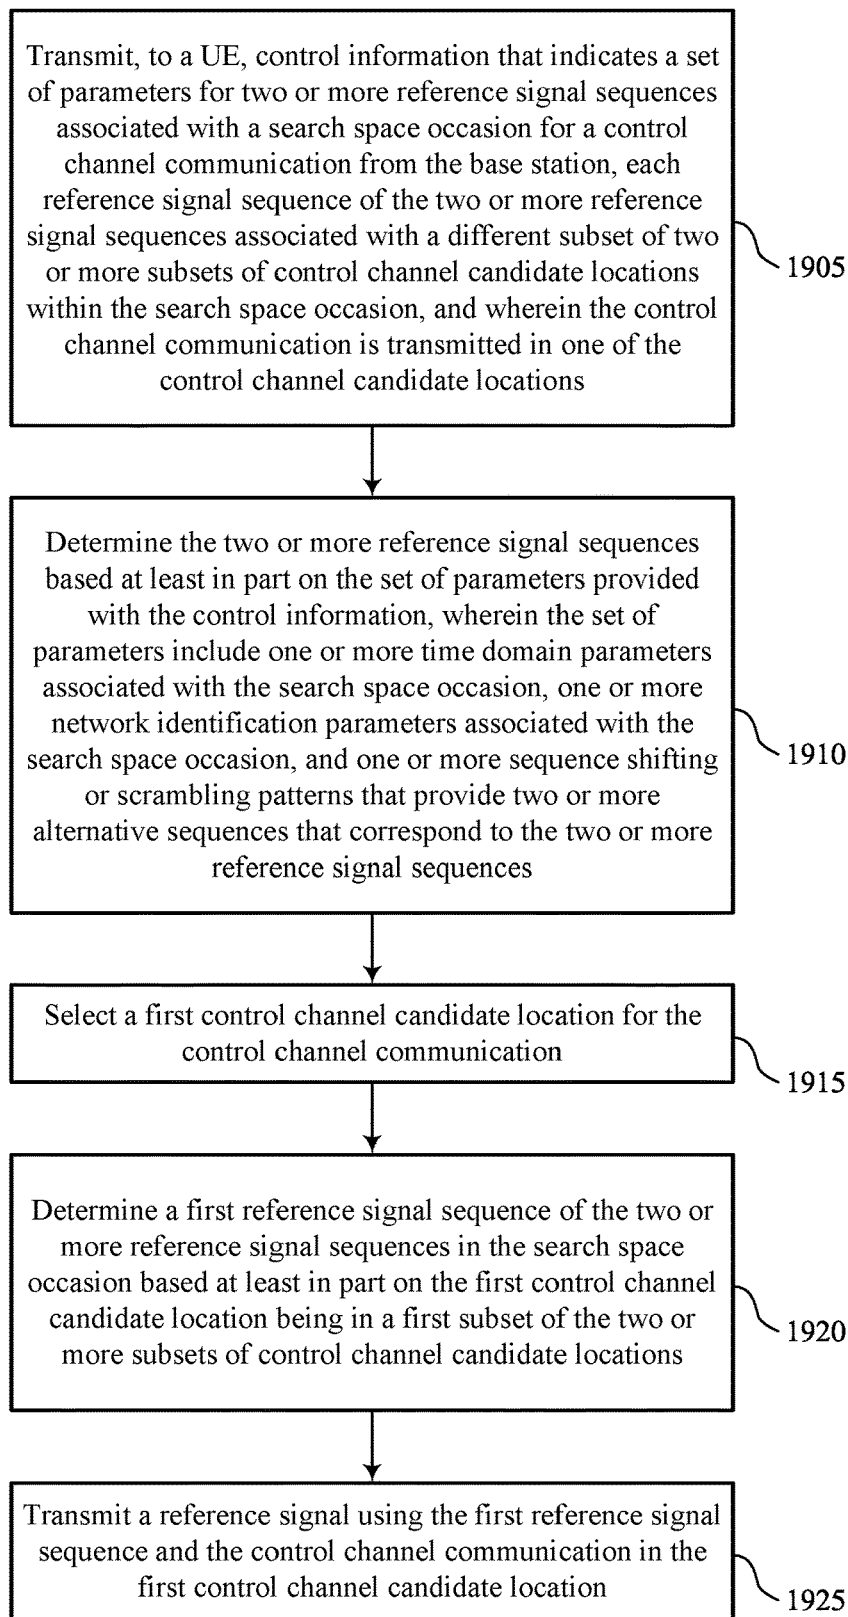 Transmit, to a UE, control information that indicates a set
of parameters for two or more reference signal sequences
associated with a search space occasion for a control
channel communication from the base station, each
reference signal sequence of the two or more reference
signal sequences associated with a different subset of two
or more subsets of control channel candidate locations
within the search space occasion, and wherein the control
channel communication is transmitted in one of the
control channel candidate locations
1905
Determine the two or more reference signal sequences
based at least in part on the set of parameters provided
with the control information, wherein the set of
parameters include one or more time domain parameters
associated with the search space occasion, one or more
network identification parameters associated with the
search space occasion, and one or more sequence shifting
or scrambling patterns that provide two or more
alternative sequences that correspond to the two or more
reference signal sequences
1910
Select a first control channel candidate location for the
control channel communication
1915
Determine a first reference signal sequence of the two or
more reference signal sequences in the search space
occasion based at least in part on the first control channel
candidate location being in a first subset of the two or
more subsets of control channel candidate locations
1920
Transmit a reference signal using the first reference signal
sequence and the control channel communication in the
first control channel candidate location
1925